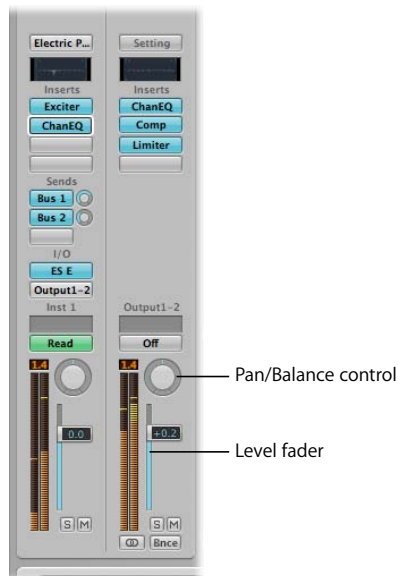 Electric P...
Setting
Inserts
Inserts
Exciter
ChanEQ
ChanEQ
Comp
Limiter
Sends
Bus 1
Bus 2
I/O
ES E
Output1-2
Inst 1
Output1-2
Read
Off
1.4
1.4
Pan/Balance control
0.0
+0.2
Level fader
S M
S M
Bnce